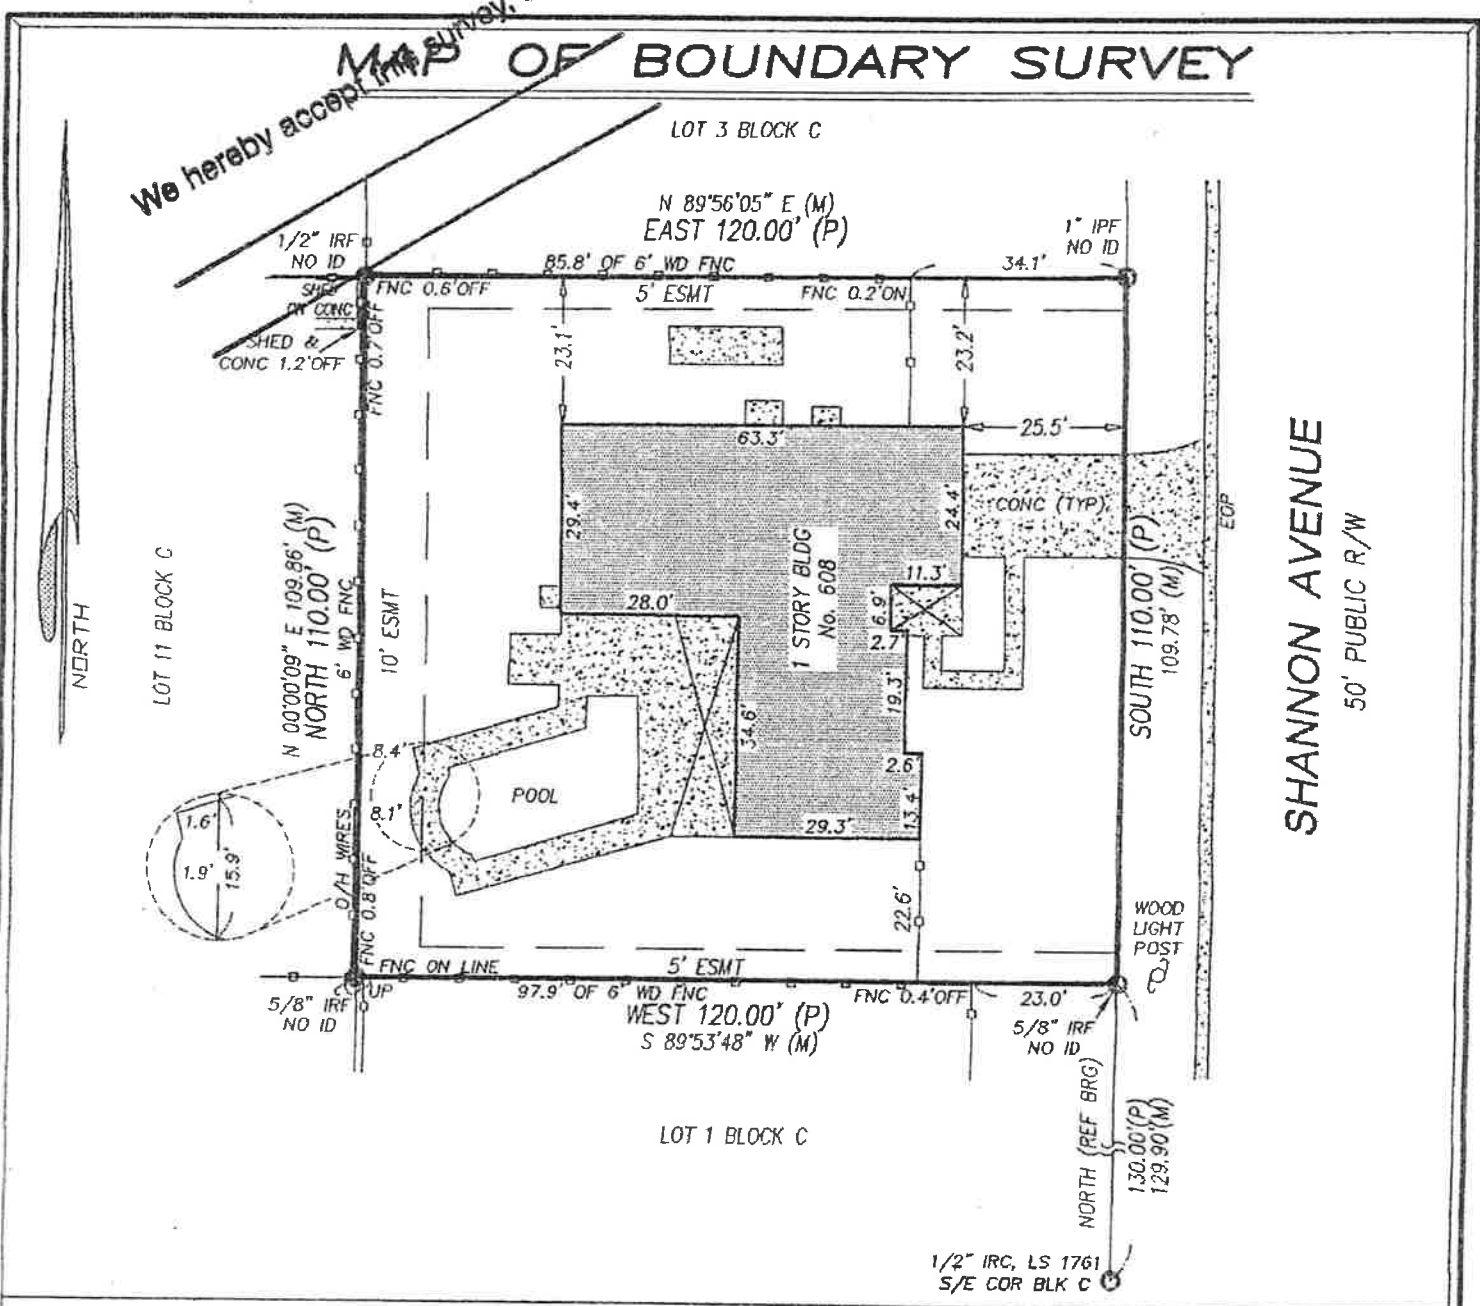 We hereby accept this survey,
MAP OF BOUNDARY SURVEY
LOT 3 BLOCK C
N 89°56'05" E (M)
EAST 120.00' (P)
1/2" IRF
NO ID
1" IPF
NO ID
85.8' OF 6' WD FNC
34.1'
SHED
ON CONC
FNC 0.6'OFF
5' ESMT
FNC 0.2'ON
SHED &
CONC 1.2'OFF
FNC 0.7'OFF
23.1'
23.2'
63.3'
25.5'
CONC (TYP)
29.4'
24.4'
EOP
1 STORY BLDG
No. 608
11.3'
6.9'
2.7'
28.0'
19.3'
34.6'
2.6'
13.4'
29.3'
22.6'
NORTH
LOT 11 BLOCK C
N 00°00'09" E 109.86' (M)
NORTH 110.00' (P)
6' WD FNC
10' ESMT
SOUTH 110.00' (P)
109.78' (M)
SHANNON AVENUE
50' PUBLIC R/W
8.4'
8.1'
POOL
1.6'
1.9'
15.9'
O/H WIRES
FNC 0.8'OFF
WOOD
LIGHT
POST
FNC ON LINE
5' ESMT
5/8" IRF
NO ID
UP
97.9' OF 6' WD FNC
FNC 0.4'OFF
23.0'
WEST 120.00' (P)
S 89°53'48" W (M)
5/8" IRF
NO ID
LOT 1 BLOCK C
NORTH (REF BRG)
130.00'(P)
129.90'(M)
1/2" IRC, LS 1761
S/E COR BLK C